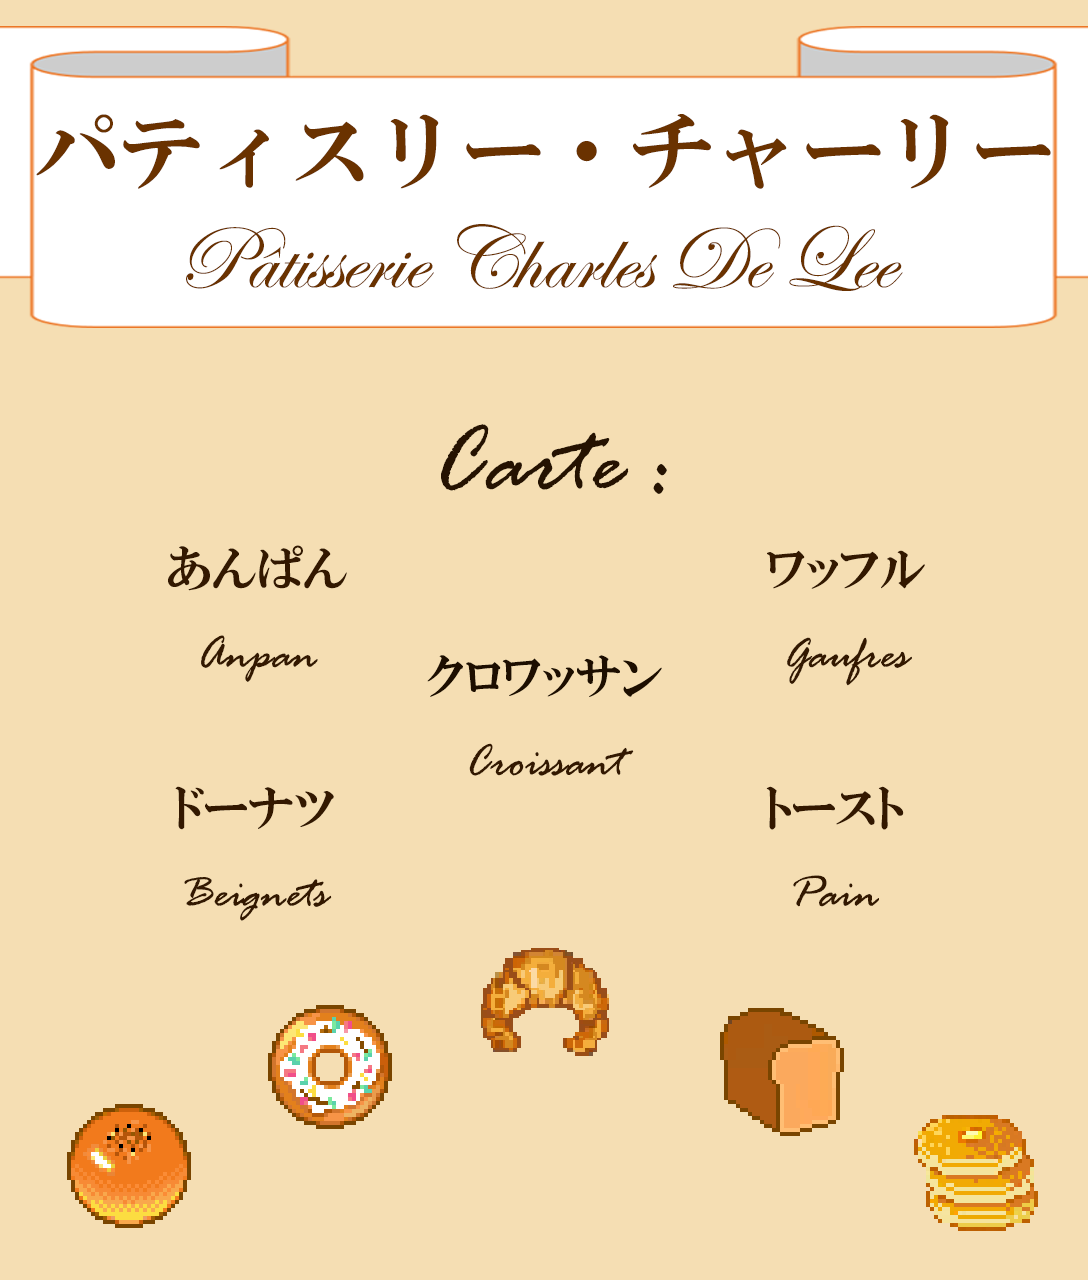 パティスリー・チャーリー
Pâtisserie Charles De Lee
Carte :
あんぱん
Anpan
ワッフル
Gaufres
クロワッサン
Croissant
ドーナツ
Beignets
トースト
Pain